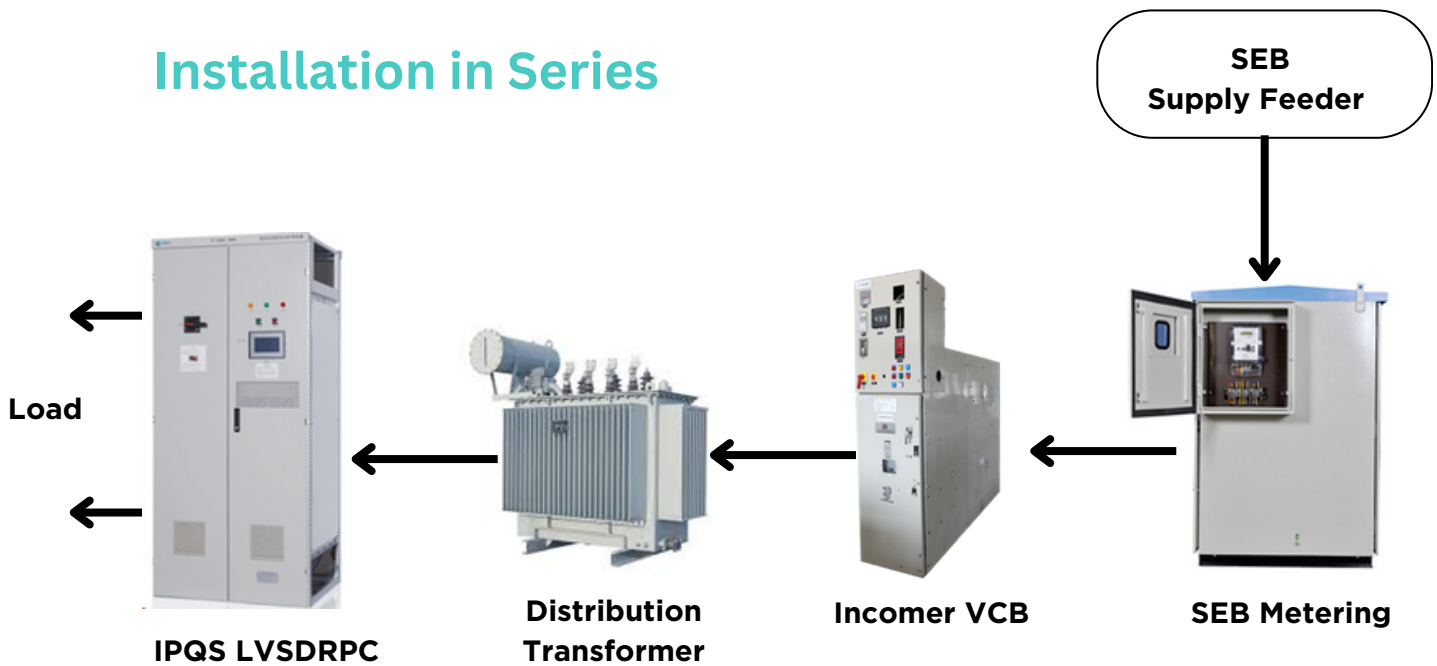 Installation in Series
SEB
Supply Feeder
Load
IPQS LVSDRPC
Distribution
Transformer
Incomer VCB
SEB Metering